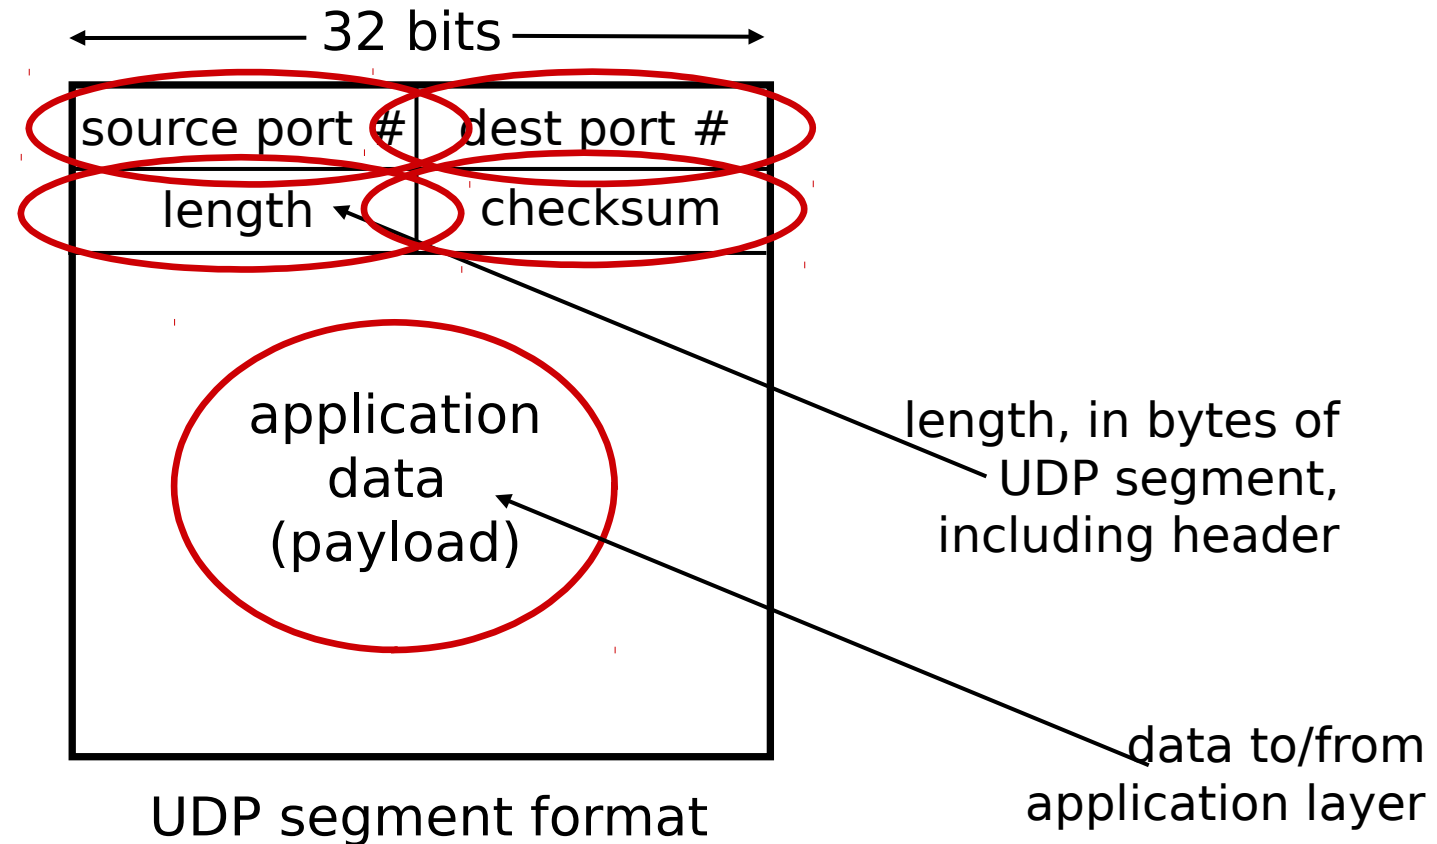 32 bits
source port # dest port #
length checksum
application
data
(payload)
length, in bytes of
UDP segment,
including header
data to/from
application layer
UDP segment format